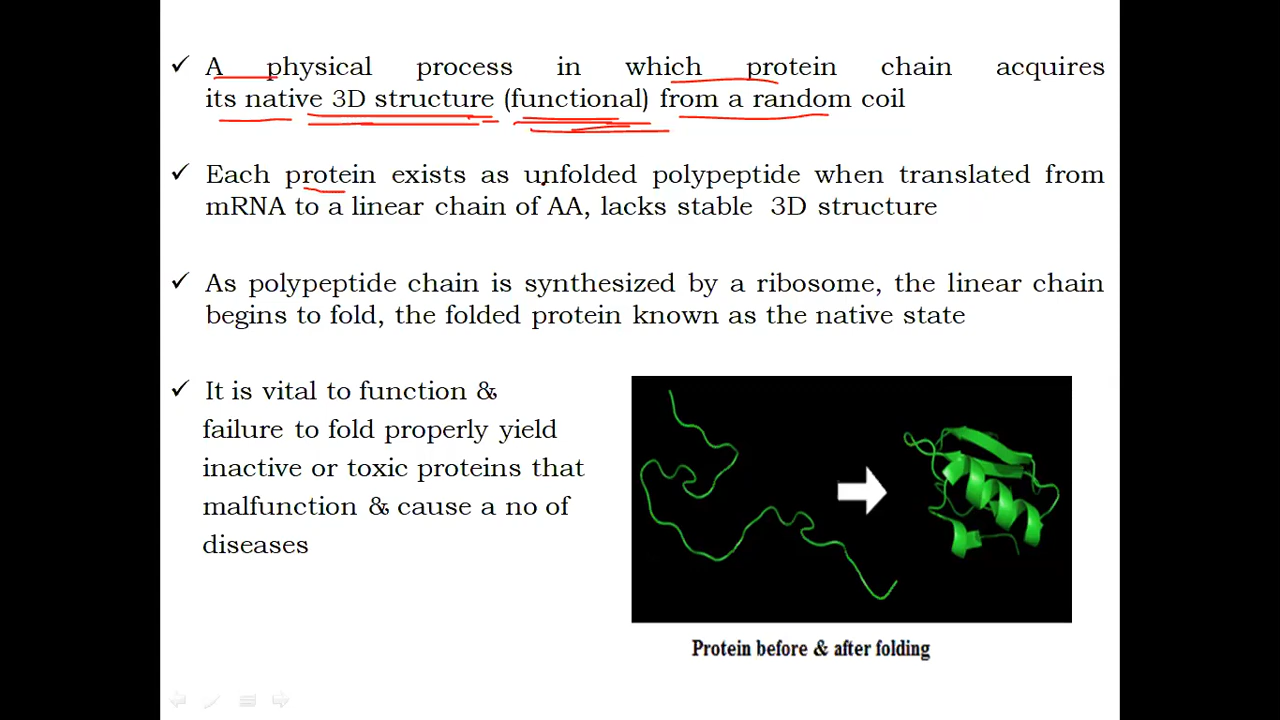 ✓ A physical process in which protein chain acquires
its native 3D structure (functional) from a random coil
✓ Each protein exists as unfolded polypeptide when translated from
mRNA to a linear chain of AA, lacks stable 3D structure
✓ As polypeptide chain is synthesized by a ribosome, the linear chain
begins to fold, the folded protein known as the native state
✓ It is vital to function &
failure to fold properly yield
inactive or toxic proteins that
malfunction & cause a no of
diseases
Protein before & after folding